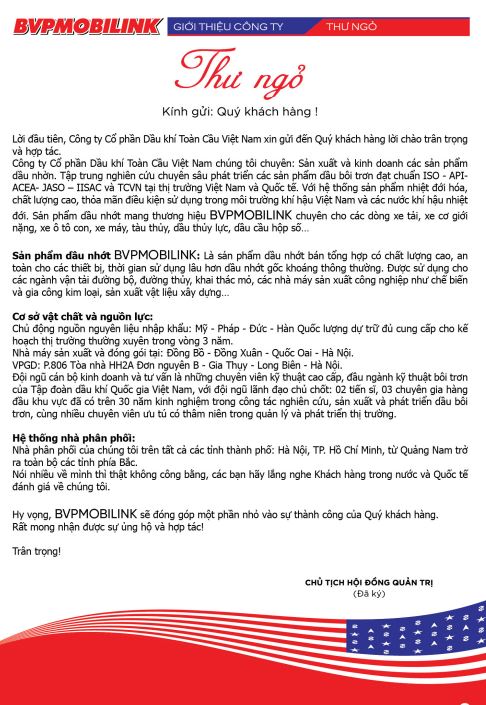 BVPMOBILINK GIỚI THIỆU CÔNG TY THƯ NGỎ
Thư ngỏ
Kính gửi: Quý khách hàng !
Lời đầu tiên, Công ty Cổ phần Dầu khí Toàn Cầu Việt Nam xin gửi đến Quý khách hàng lời chào trân trọng
và hợp tác.
Công ty Cổ phần Dầu khí Toàn Cầu Việt Nam chúng tôi chuyên: Sản xuất và kinh doanh các sản phẩm
dầu nhờn. Tập trung nghiên cứu chuyên sâu phát triển các sản phẩm dầu bôi trơn đạt chuẩn ISO - API-
ACEA- JASO – IISAC và TCVN tại thị trường Việt Nam và Quốc tế. Với hệ thống sản phẩm nhiệt đới hóa,
chất lượng cao, thỏa mãn điều kiện sử dụng trong môi trường khí hậu Việt Nam và các nước khí hậu nhiệt
đới. Sản phẩm dầu nhớt mang thương hiệu BVPMOBILINK chuyên cho các dòng xe tải, xe cơ giới
nặng, xe ô tô con, xe máy, tàu thủy, dầu thủy lực, dầu cầu hộp số…
Sản phẩm dầu nhớt BVPMOBILINK: Là sản phẩm dầu nhớt bán tổng hợp có chất lượng cao, an
toàn cho các thiết bị, thời gian sử dụng lâu hơn dầu nhớt gốc khoáng thông thường. Được sử dụng cho
các ngành vận tải đường bộ, đường thủy, khai thác mỏ, các nhà máy sản xuất công nghiệp như chế biến
và gia công kim loại, sản xuất vật liệu xây dựng…
Cơ sở vật chất và nguồn lực:
Chủ động nguồn nguyên liệu nhập khẩu: Mỹ - Pháp - Đức - Hàn Quốc lượng dự trữ đủ cung cấp cho kế
hoạch thị trường thường xuyên trong vòng 3 năm.
Nhà máy sản xuất và đóng gói tại: Đồng Bồ - Đồng Xuân - Quốc Oai - Hà Nội.
VPGD: P.806 Tòa nhà HH2A Đơn nguyên B - Gia Thụy - Long Biên - Hà Nội.
Đội ngũ cán bộ kinh doanh và tư vấn là những chuyên viên kỹ thuật cao cấp, đầu ngành kỹ thuật bôi trơn
của Tập đoàn dầu khí Quốc gia Việt Nam, với đội ngũ lãnh đạo chủ chốt: 02 tiến sĩ, 03 chuyên gia hàng
đầu khu vực đã có trên 30 năm kinh nghiệm trong công tác nghiên cứu, sản xuất và phát triển dầu bôi
trơn, cùng nhiều chuyên viên ưu tú có thâm niên trong quản lý và phát triển thị trường.
Hệ thống nhà phân phối:
Nhà phân phối của chúng tôi trên tất cả các tỉnh thành phố: Hà Nội, TP. Hồ Chí Minh, từ Quảng Nam trở
ra toàn bộ các tỉnh phía Bắc.
Nói nhiều về mình thì thật không công bằng, các bạn hãy lắng nghe Khách hàng trong nước và Quốc tế
đánh giá về chúng tôi.
Hy vọng, BVPMOBILINK sẽ đóng góp một phần nhỏ vào sự thành công của Quý khách hàng.
Rất mong nhận được sự ủng hộ và hợp tác!
Trân trọng!
CHỦ TỊCH HỘI ĐỒNG QUẢN TRỊ
(Đã ký)